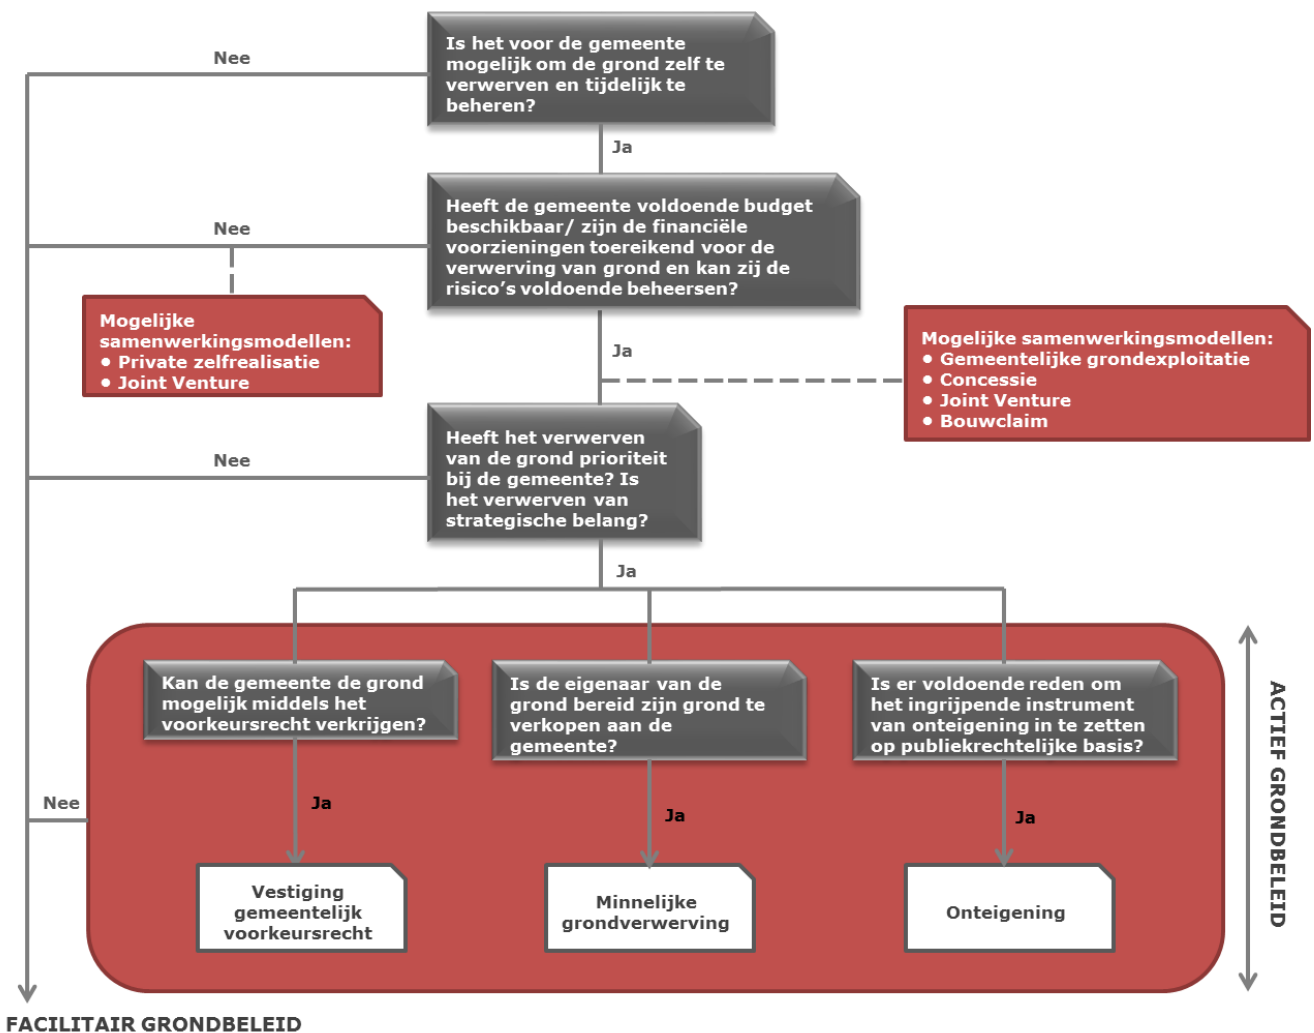 Is het voor de gemeente
mogelijk om de grond zelf te
verwerven en tijdelijk te
beheren?
Nee
Ja
Heeft de gemeente voldoende budget
beschikbaar/ zijn de financiële
voorzieningen toereikend voor de
verwerving van grond en kan zij de
risico's voldoende beheersen?
Nee
Mogelijke
samenwerkingsmodellen:
● Private zelfrealisatie
● Joint Venture
Ja
Mogelijke samenwerkingsmodellen:
● Gemeentelijke grondexploitatie
● Concessie
● Joint Venture
● Bouwclaim
Heeft het verwerven
van de grond prioriteit
bij de gemeente? Is
het verwerven van
strategische belang?
Nee
Ja
Kan de gemeente de grond
mogelijk middels het
voorkeursrecht verkrijgen?
Is de eigenaar van de
grond bereid zijn grond te
verkopen aan de
gemeente?
Is er voldoende reden om
het ingrijpende instrument
van onteigening in te zetten
op publiekrechtelijke basis?
Nee
Ja
Ja
Ja
Vestiging
gemeentelijk
voorkeursrecht
Minnelijke
grondverwerving
Onteigening
ACTIEF GRONDBELEID
FACILITAIR GRONDBELEID